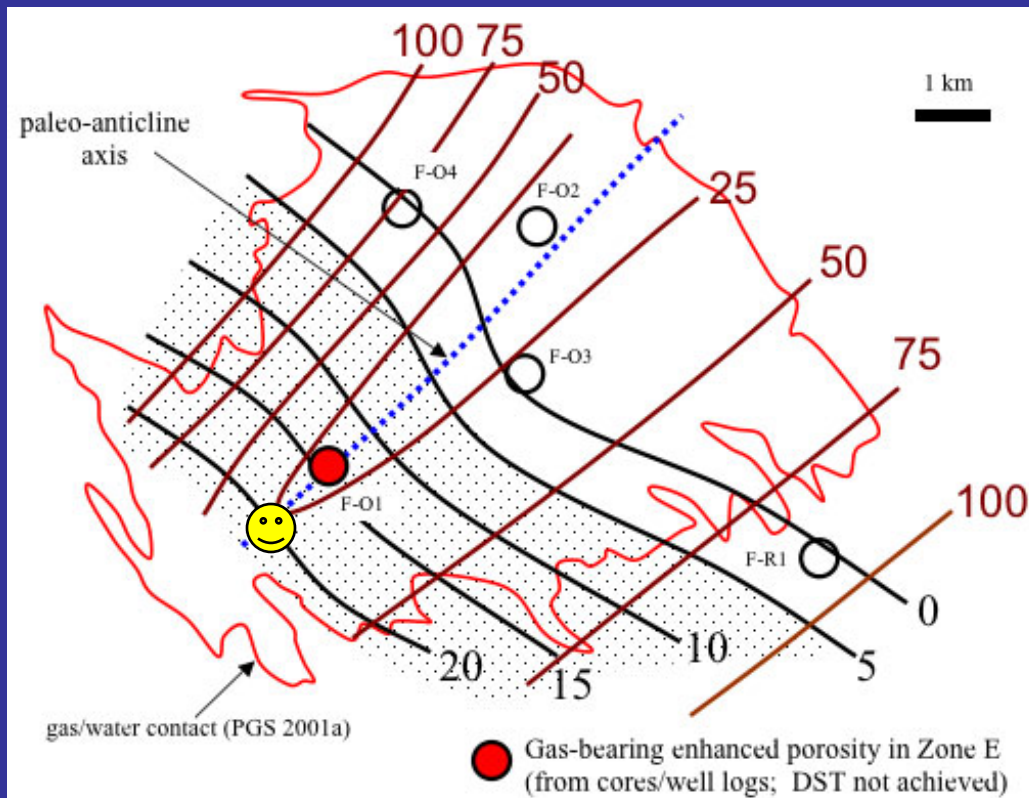 100 75
50
1 km
paleo-anticline
axis
F-O4
F-O2
25
50
F-O3
75
F-O1
100
F-R1
0
10
5
20
15
gas/water contact (PGS 2001a)
Gas-bearing enhanced porosity in Zone E
(from cores/well logs; DST not achieved)